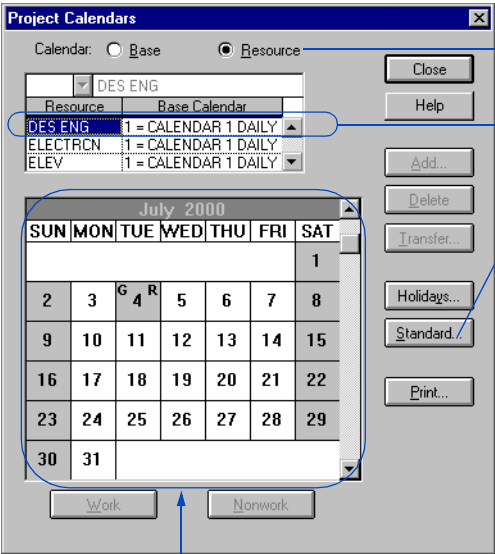 Project Calendars
Calendar: Base Resource
Close
DES ENG
Resource Base Calendar
Help
DES ENG 1 = CALENDAR 1 DAILY
ELECTRCN 1 = CALENDAR 1 DAILY
ELEV 1 = CALENDAR 1 DAILY
Add...
Delete
Transfer...
July 2000
SUN MON TUE WED THU FRI SAT
1
2 3 G 4 R 5 6 7 8
Holidays...
9 10 11 12 13 14 15
Standard...
16 17 18 19 20 21 22
Print...
23 24 25 26 27 28 29
30 31
Work Nonwork